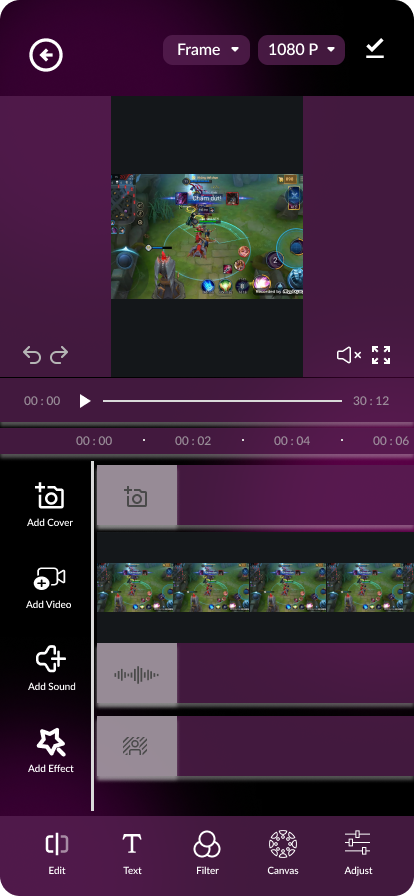 Frame
1080 P
Chấm dứt!
2
00 : 00
30 : 12
00 : 00
00 : 02
00 : 04
00 : 06
Add Cover
Add Video
Add Sound
Add Effect
Edit
Text
Filter
Canvas
Adjust